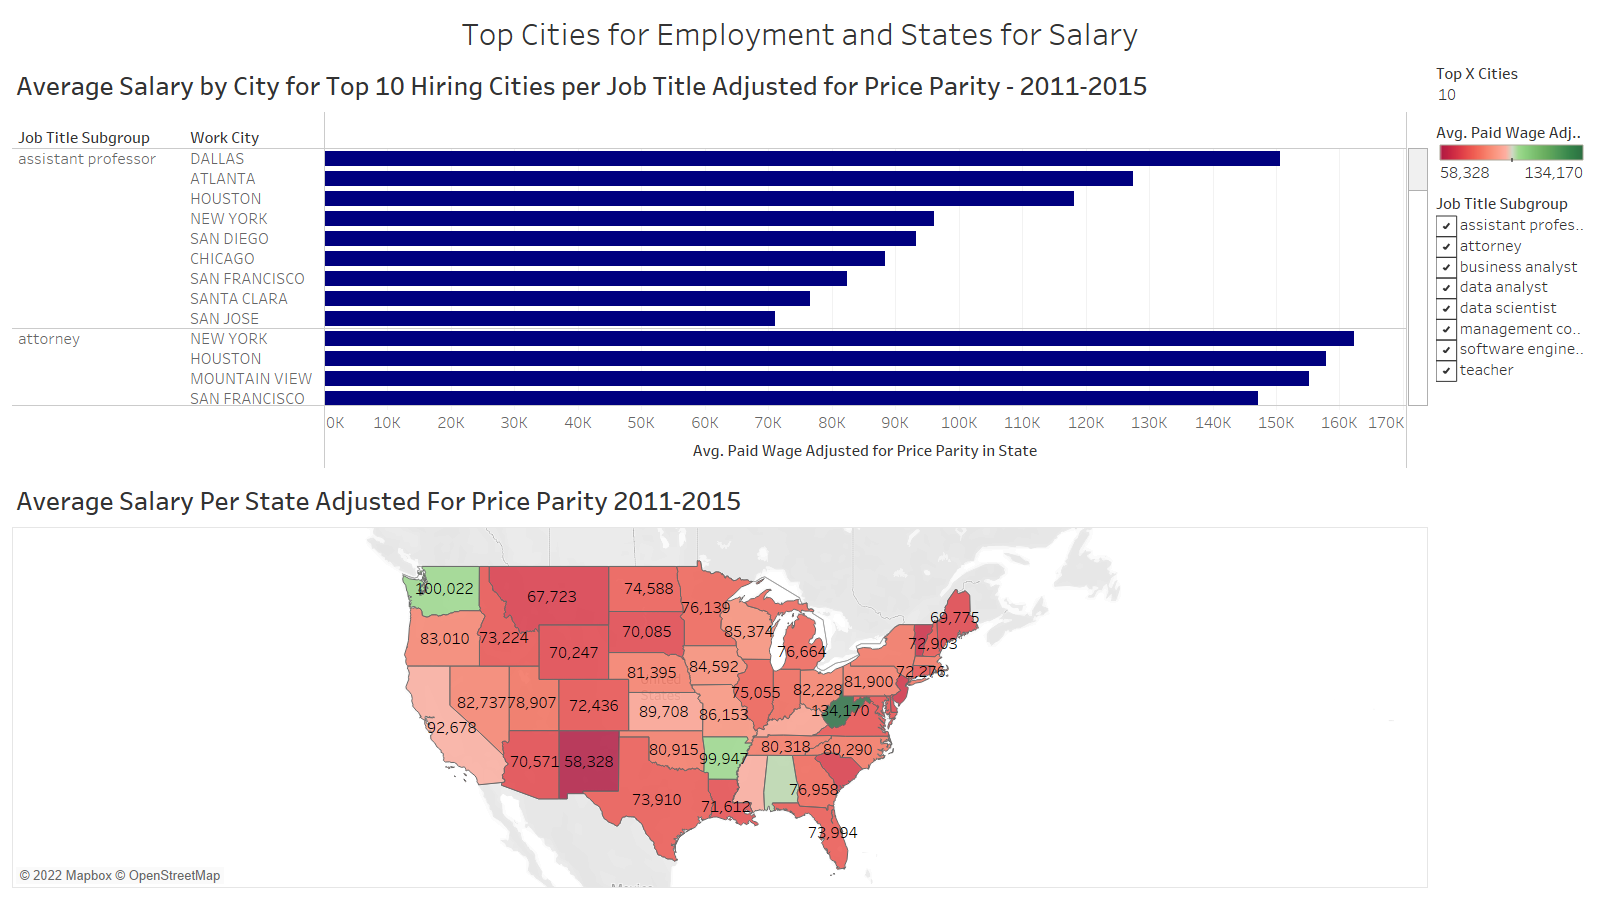 Top Cities for Employment and States for Salary
Average Salary by City for Top 10 Hiring Cities per Job Title Adjusted for Price Parity - 2011-2015
Job Title Subgroup
Work City
assistant professor
DALLAS
ATLANTA
HOUSTON
NEW YORK
SAN DIEGO
CHICAGO
SAN FRANCISCO
SANTA CLARA
SAN JOSE
attorney
NEW YORK
HOUSTON
MOUNTAIN VIEW
SAN FRANCISCO
0K 10K 20K 30K 40K 50K 60K 70K 80K 90K 100K 110K 120K 130K 140K 150K 160K 170K
Avg. Paid Wage Adjusted for Price Parity in State
Top X Cities
10
Avg. Paid Wage Adj..
58,328 134,170
Job Title Subgroup
assistant profes..
attorney
business analyst
data analyst
data scientist
management co..
software engine..
teacher
Average Salary Per State Adjusted For Price Parity 2011-2015
100,022
67,723
74,588
76,139
69,775
83,010
73,224
70,085
85,374
72,903
70,247
76,664
84,592
72,276
81,395
81,900
82,228
75,055
United
States
82,737
78,907
72,436
89,708
86,153
134,170
92,678
80,915
80,318
80,290
70,571
58,328
99,947
76,958
73,910
71,612
73,994
© 2022 Mapbox © OpenStreetMap